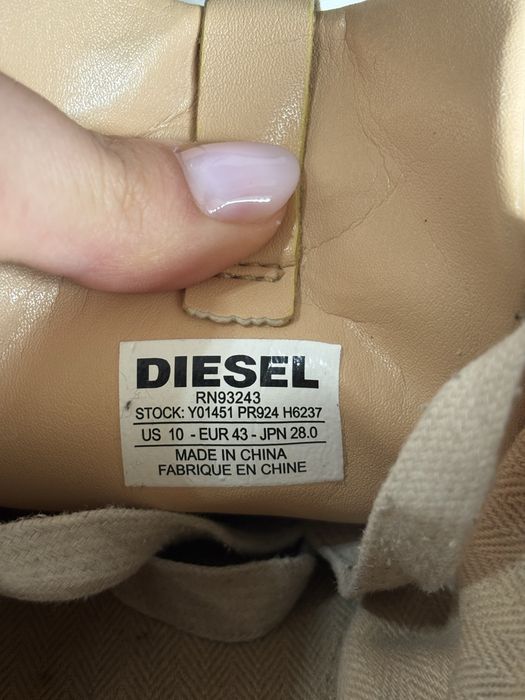 DIESEL
RN93243
STOCK: Y01451 PR924 H6237
US 10 - EUR 43 - JPN 28.0
MADE IN CHINA
FABRIQUE EN CHINE